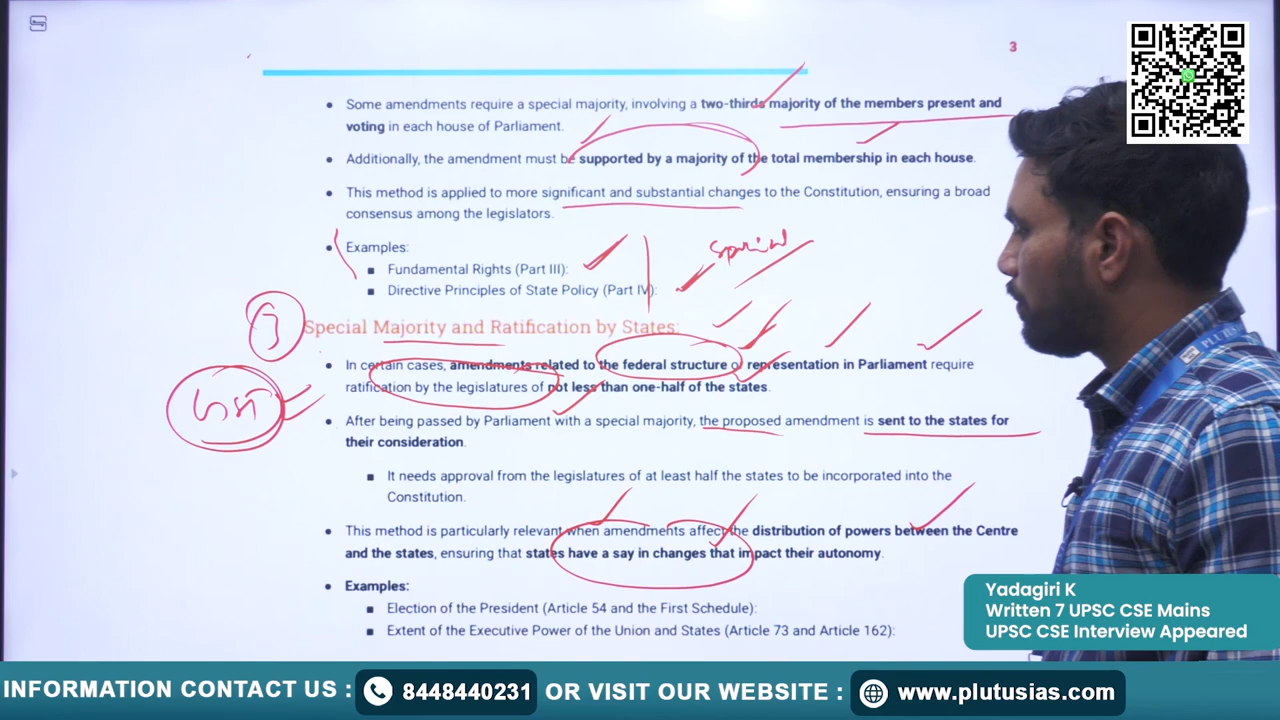 3
Some amendments require a special majority, involving a two-thirds majority of the members present and
voting in each house of Parliament.
Additionally, the amendment must be supported by a majority of the total membership in each house.
This method is applied to more significant and substantial changes to the Constitution, ensuring a broad
consensus among the legislators.
Examples:
Special
Fundamental Rights (Part III):
Directive Principles of State Policy (Part IV):
Special Majority and Ratification by States:
In certain cases, amendments related to the federal structure or representation in Parliament require
ratification by the legislatures of not less than one-half of the states.
After being passed by Parliament with a special majority, the proposed amendment is sent to the states for
their consideration.
It needs approval from the legislatures of at least half the states to be incorporated into the
Constitution.
This method is particularly relevant when amendments affect the distribution of powers between the Centre
and the states, ensuring that states have a say in changes that impact their autonomy.
Examples:
Election of the President (Article 54 and the First Schedule):
Extent of the Executive Power of the Union and States (Article 73 and Article 162):
PLUTUS
Yadagiri K
Written 7 UPSC CSE Mains
UPSC CSE Interview Appeared
INFORMATION CONTACT US : 8448440231 OR VISIT OUR WEBSITE : www.plutusias.com